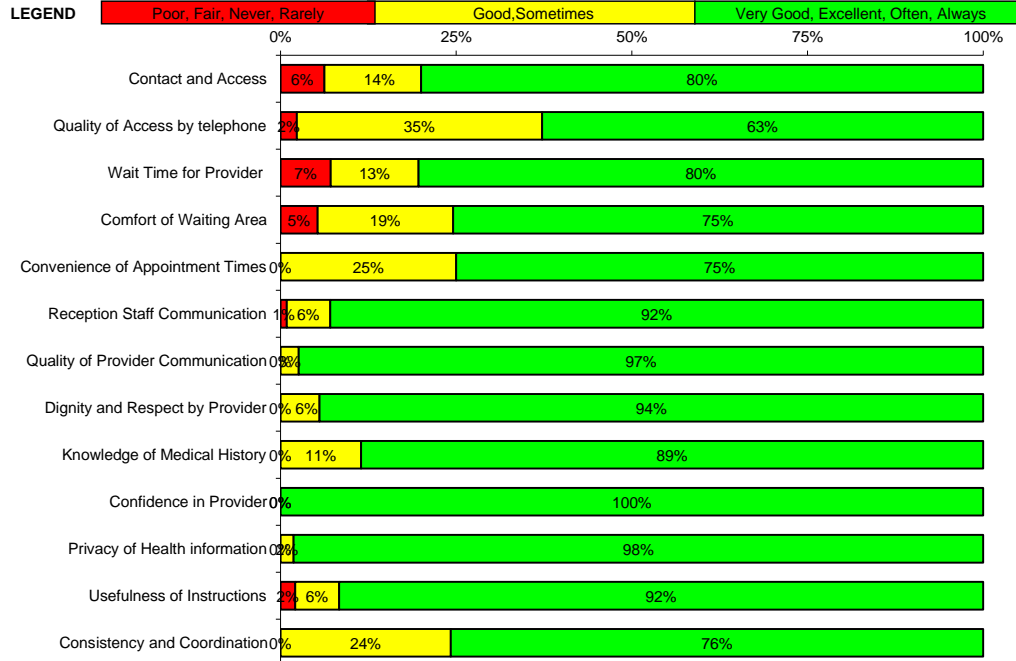 LEGEND Poor, Fair, Never, Rarely Good,Sometimes Very Good, Excellent, Often, Always
0% 25% 50% 75% 100%
Contact and Access 6% 14% 80%
Quality of Access by telephone 2% 35% 63%
Wait Time for Provider 7% 13% 80%
Comfort of Waiting Area 5% 19% 75%
Convenience of Appointment Times 0% 25% 75%
Reception Staff Communication 1% 6% 92%
Quality of Provider Communication 0% 3% 97%
Dignity and Respect by Provider 0% 6% 94%
Knowledge of Medical History 0% 11% 89%
Confidence in Provider 0% 0% 100%
Privacy of Health information 0% 2% 98%
Usefulness of Instructions 2% 6% 92%
Consistency and Coordination 0% 24% 76%